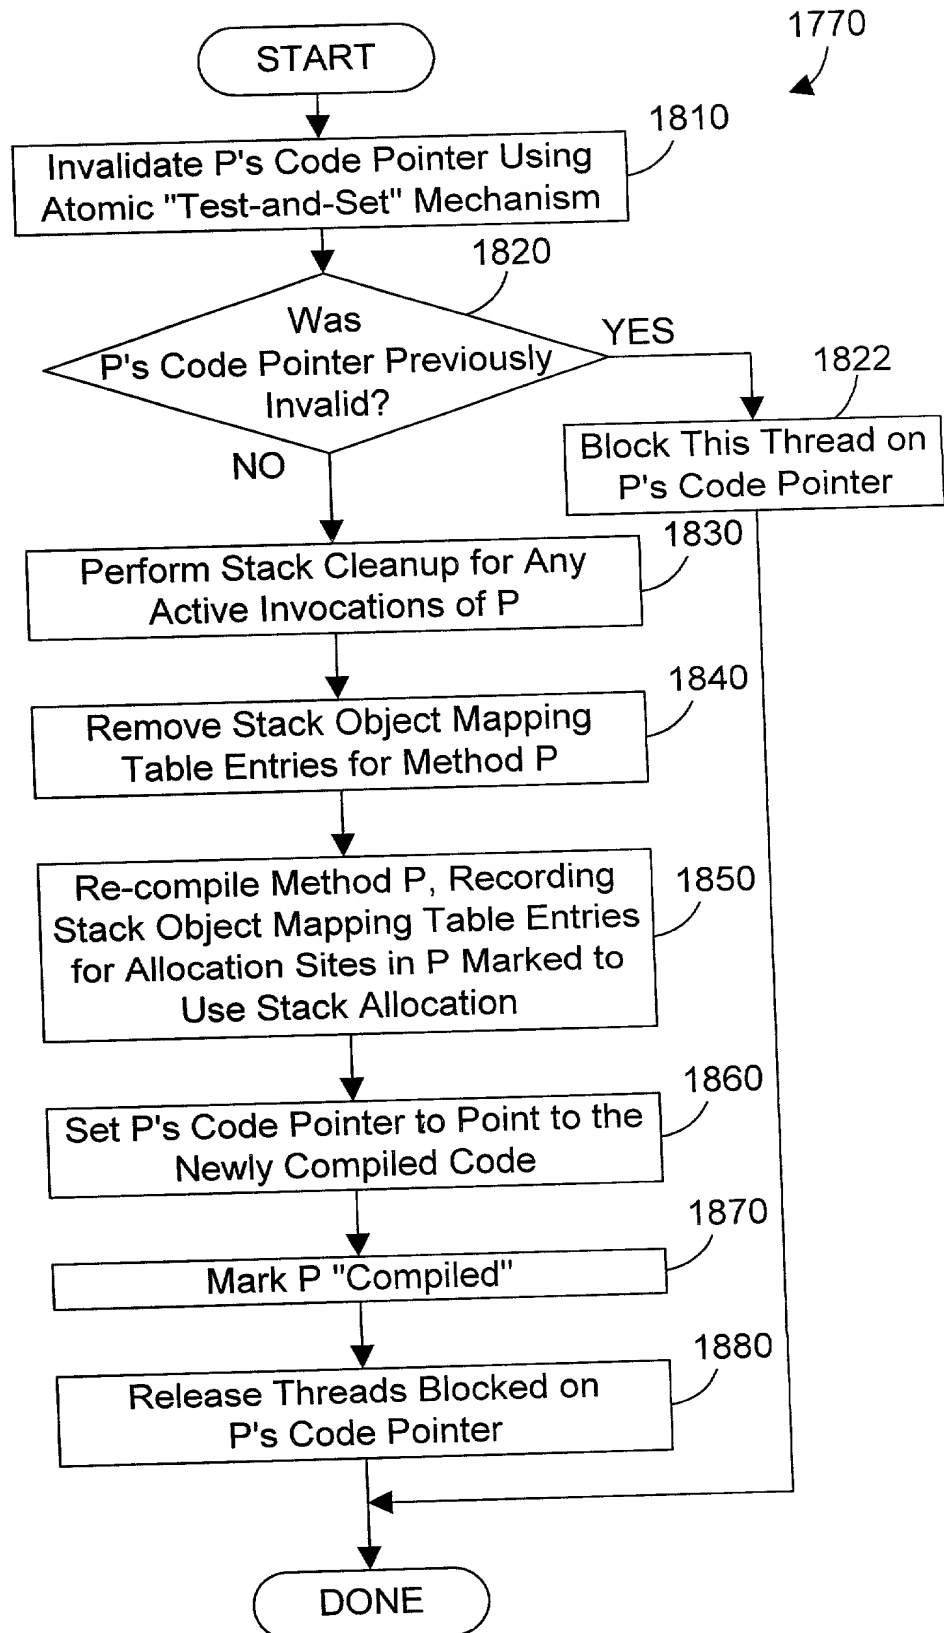 1770
START
1810
Invalidate P's Code Pointer Using
Atomic "Test-and-Set" Mechanism
1820
Was
P's Code Pointer Previously
Invalid?
YES
NO
1822
Block This Thread on
P's Code Pointer
1830
Perform Stack Cleanup for Any
Active Invocations of P
1840
Remove Stack Object Mapping
Table Entries for Method P
1850
Re-compile Method P, Recording
Stack Object Mapping Table Entries
for Allocation Sites in P Marked to
Use Stack Allocation
1860
Set P's Code Pointer to Point to the
Newly Compiled Code
1870
Mark P "Compiled"
1880
Release Threads Blocked on
P's Code Pointer
DONE